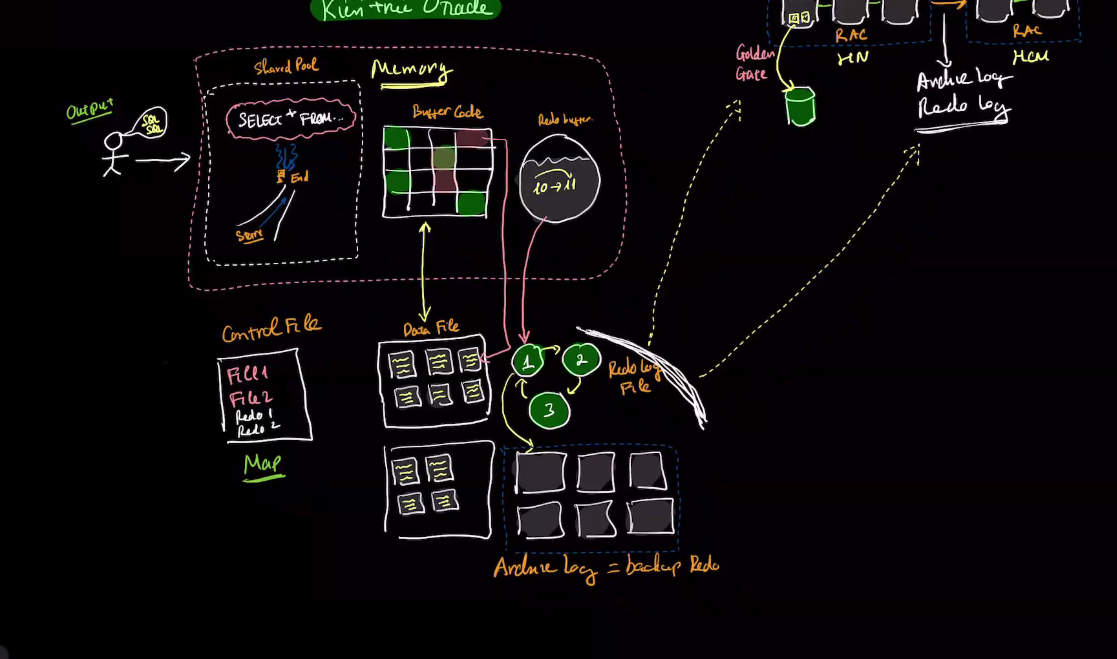 Kiến trúc Oracle
RAC
HN
RAC
HCM
Golden
Gate
Archive log
Redo log
Shared Pool
Memory
Output
SQL
SQL
SELECT * FROM...
End
Start
Buffer Code
Redo buffer
10 → 11
Control File
File 1
File 2
Redo 1
Redo 2
Map
Data File
1
2
3
Redo Log
File
Archive Log = backup Redo